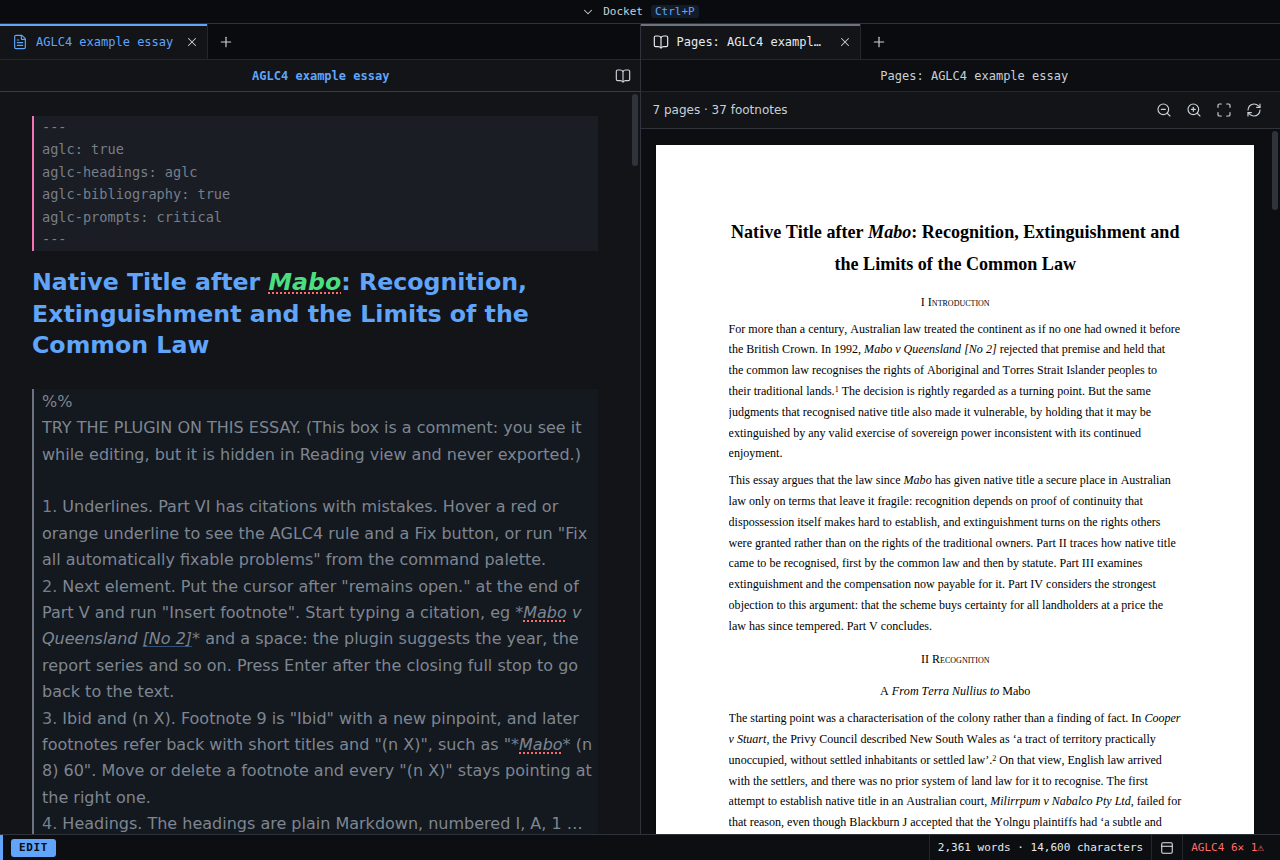 Docket Ctrl+P
AGLC4 example essay
Pages: AGLC4 exampl…
AGLC4 example essay
Pages: AGLC4 example essay
---
aglc: true
aglc-headings: aglc
aglc-bibliography: true
aglc-prompts: critical
---
Native Title after Mabo: Recognition,
Extinguishment and the Limits of the
Common Law
%%
TRY THE PLUGIN ON THIS ESSAY. (This box is a comment: you see it
while editing, but it is hidden in Reading view and never exported.)
1. Underlines. Part VI has citations with mistakes. Hover a red or
orange underline to see the AGLC4 rule and a Fix button, or run "Fix
all automatically fixable problems" from the command palette.
2. Next element. Put the cursor after "remains open." at the end of
Part V and run "Insert footnote". Start typing a citation, eg *Mabo v
Queensland [No 2]* and a space: the plugin suggests the year, the
report series and so on. Press Enter after the closing full stop to go
back to the text.
3. Ibid and (n X). Footnote 9 is "Ibid" with a new pinpoint, and later
footnotes refer back with short titles and "(n X)", such as "*Mabo* (n
8) 60". Move or delete a footnote and every "(n X)" stays pointing at
the right one.
4. Headings. The headings are plain Markdown, numbered I, A, 1 ...
7 pages · 37 footnotes
Native Title after Mabo: Recognition, Extinguishment and
the Limits of the Common Law
I Introduction
For more than a century, Australian law treated the continent as if no one had owned it before
the British Crown. In 1992, Mabo v Queensland [No 2] rejected that premise and held that
the common law recognises the rights of Aboriginal and Torres Strait Islander peoples to
their traditional lands.1 The decision is rightly regarded as a turning point. But the same
judgments that recognised native title also made it vulnerable, by holding that it may be
extinguished by any valid exercise of sovereign power inconsistent with its continued
enjoyment.
This essay argues that the law since Mabo has given native title a secure place in Australian
law only on terms that leave it fragile: recognition depends on proof of continuity that
dispossession itself makes hard to establish, and extinguishment turns on the rights others
were granted rather than on the rights of the traditional owners. Part II traces how native title
came to be recognised, first by the common law and then by statute. Part III examines
extinguishment and the compensation now payable for it. Part IV considers the strongest
objection to this argument: that the scheme buys certainty for all landholders at a price the
law has since tempered. Part V concludes.
II Recognition
A From Terra Nullius to Mabo
The starting point was a characterisation of the colony rather than a finding of fact. In Cooper
v Stuart, the Privy Council described New South Wales as ‘a tract of territory practically
unoccupied, without settled inhabitants or settled law’.2 On that view, English law arrived
with the settlers, and there was no prior system of land law for it to recognise. The first
attempt to establish native title in an Australian court, Milirrpum v Nabalco Pty Ltd, failed for
that reason, even though Blackburn J accepted that the Yolngu plaintiffs had ‘a subtle and
EDIT
2,361 words · 14,600 characters
AGLC4 6× 1⚠